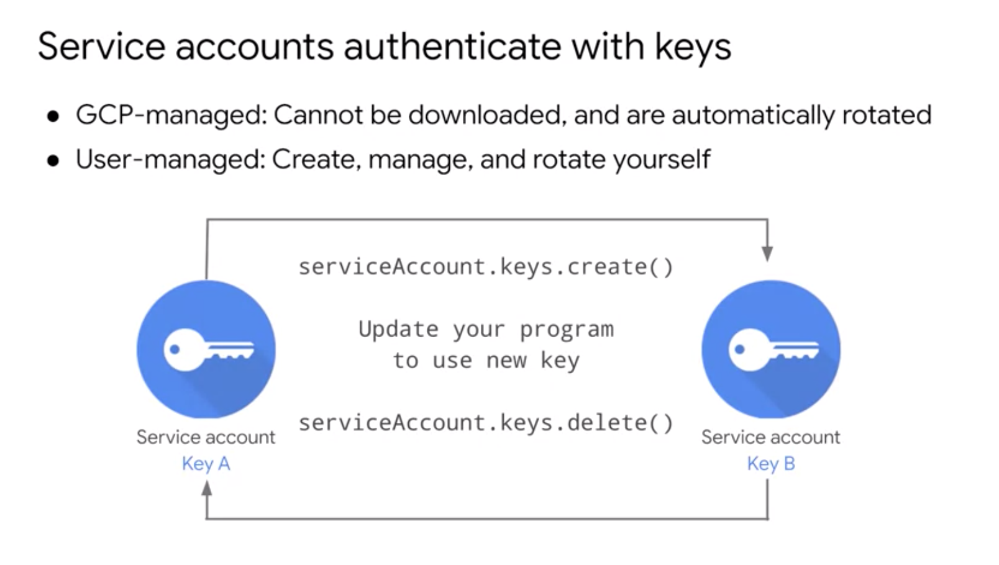 Service accounts authenticate with keys
● GCP-managed: Cannot be downloaded, and are automatically rotated
● User-managed: Create, manage, and rotate yourself
serviceAccount.keys.create()
Update your program
to use new key
serviceAccount.keys.delete()
Service account
Key A
Service account
Key B